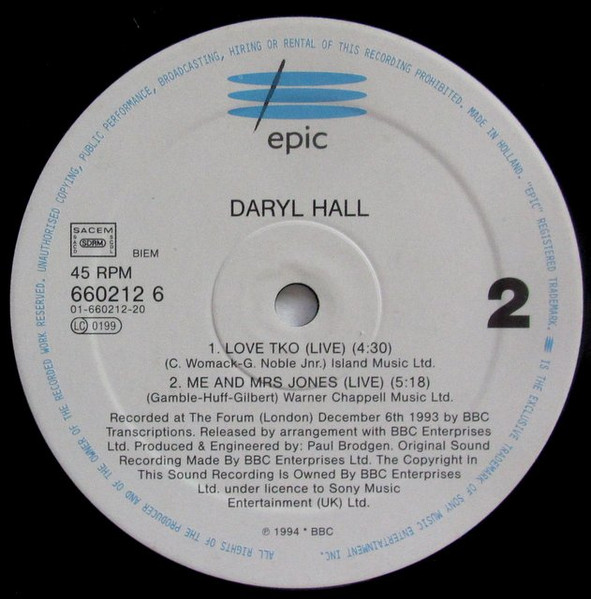 ALL RIGHTS OF THE PRODUCER AND OF THE OWNER OF THE RECORDED WORK RESERVED. UNAUTHORISED COPYING, PUBLIC PERFORMANCE, BROADCASTING, HIRING OR RENTAL OF THIS RECORDING PROHIBITED. MADE IN HOLLAND. "EPIC" REGISTERED TRADEMARK. IS THE EXCLUSIVE TRADEMARK OF SONY MUSIC ENTERTAINMENT INC.
epic
DARYL HALL
SACEM
SDRM
BIEM
45 RPM
660212 6
01-660212-20
LC 0199
2
1. LOVE TKO (LIVE) (4:30)
(C. Womack-G. Noble Jnr.) Island Music Ltd.
2. ME AND MRS JONES (LIVE) (5:18)
(Gamble-Huff-Gilbert) Warner Chappell Music Ltd.
Recorded at The Forum (London) December 6th 1993 by BBC
Transcriptions. Released by arrangement with BBC Enterprises
Ltd. Produced & Engineered by: Paul Brodgen. Original Sound
Recording Made By BBC Enterprises Ltd. The Copyright In
This Sound Recording Is Owned By BBC Enterprises
Ltd. under licence to Sony Music
Entertainment (UK) Ltd.
℗ 1994 * BBC